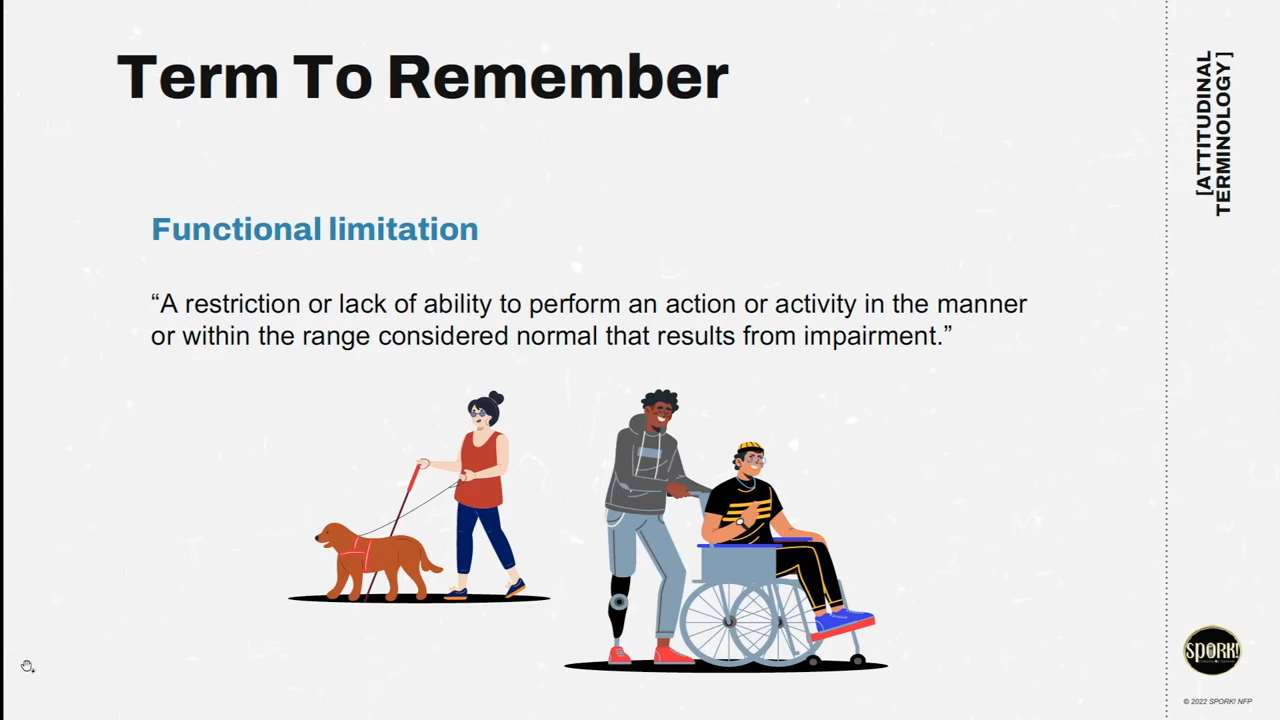 Term To Remember
[ATTITUDINAL
TERMINOLOGY]
Functional limitation
“A restriction or lack of ability to perform an action or activity in the manner
or within the range considered normal that results from impairment.”
SPORK!
© 2022 SPORK! NFP